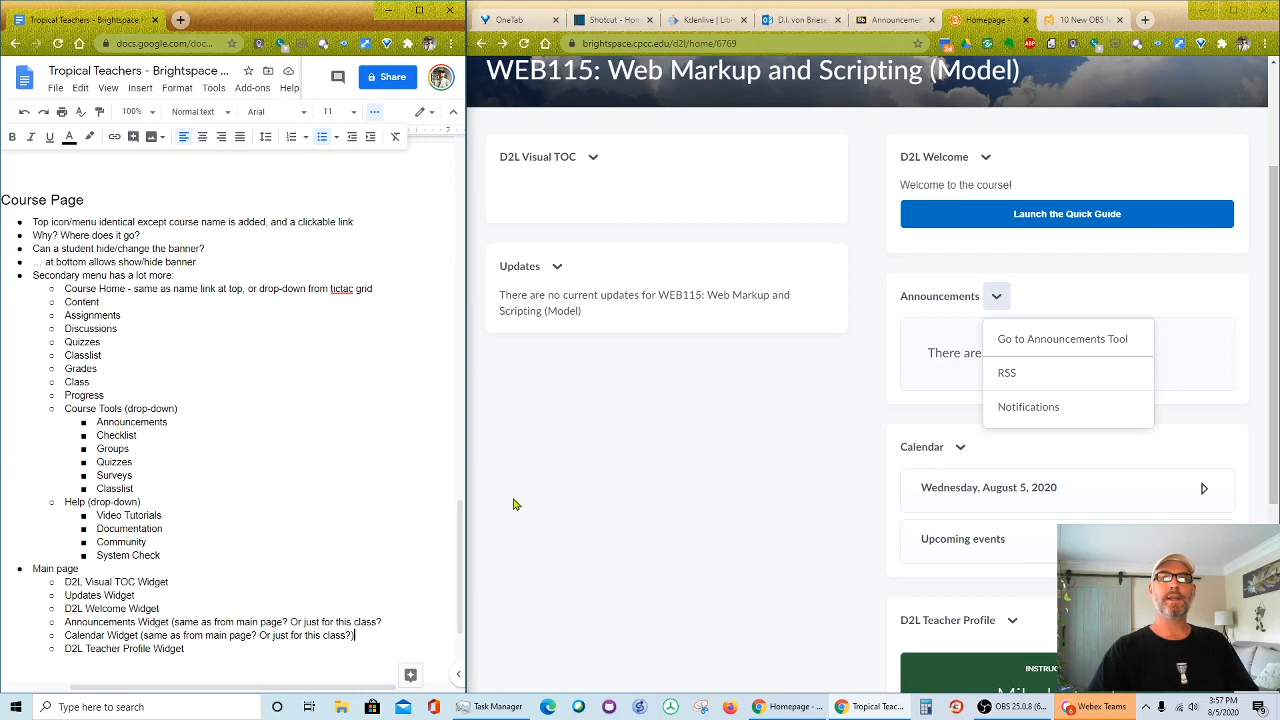 Tropical Teachers - Brightspace
OneTab
Shotcut - Hom
Kdenlive | Libr
D.I. von Briese
Announcement
Homepage - V
10 New OBS
docs.google.com/doc...
brightspace.cpcc.edu/d2l/home/6769
Tropical Teachers - Brightspace ...
File Edit View Insert Format Tools Add-ons Help
Share
100% Normal text Arial 11
WEB115: Web Markup and Scripting (Model)
Course Page
Top icon/menu identical except course name is added, and a clickable link
Why? Where does it go?
Can a student hide/change the banner?
... at bottom allows show/hide banner
Secondary menu has a lot more:
Course Home - same as name link at top, or drop-down from tictac grid
Content
Assignments
Discussions
Quizzes
Classlist
Grades
Class
Progress
Course Tools (drop-down)
Announcements
Checklist
Groups
Quizzes
Surveys
Classlist
Help (drop-down)
Video Tutorials
Documentation
Community
System Check
Main page
D2L Visual TOC Widget
Updates Widget
D2L Welcome Widget
Announcements Widget (same as from main page? Or just for this class?
Calendar Widget (same as from main page? Or just for this class?)
D2L Teacher Profile Widget
D2L Visual TOC
Updates
There are no current updates for WEB115: Web Markup and
Scripting (Model)
D2L Welcome
Welcome to the course!
Launch the Quick Guide
Announcements
There are
Go to Announcements Tool
RSS
Notifications
Calendar
Wednesday, August 5, 2020
Upcoming events
D2L Teacher Profile
INSTRUC
Type here to search
Task Manager
Homepage - ...
Tropical Teac...
OBS 25.0.8 (6...
Webex Teams
3:57 PM
8/5/2020